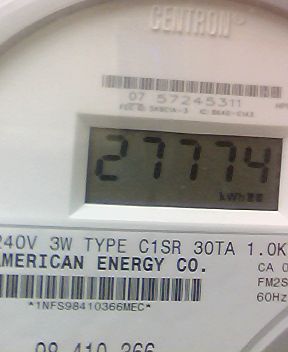 CENTRON
07 57245311
27774
kWh
240V 3W TYPE C1SR 30TA 1.0K
AMERICAN ENERGY CO.
CA
FM2S
60Hz
*1NFS98410366MEC*
98 410 366